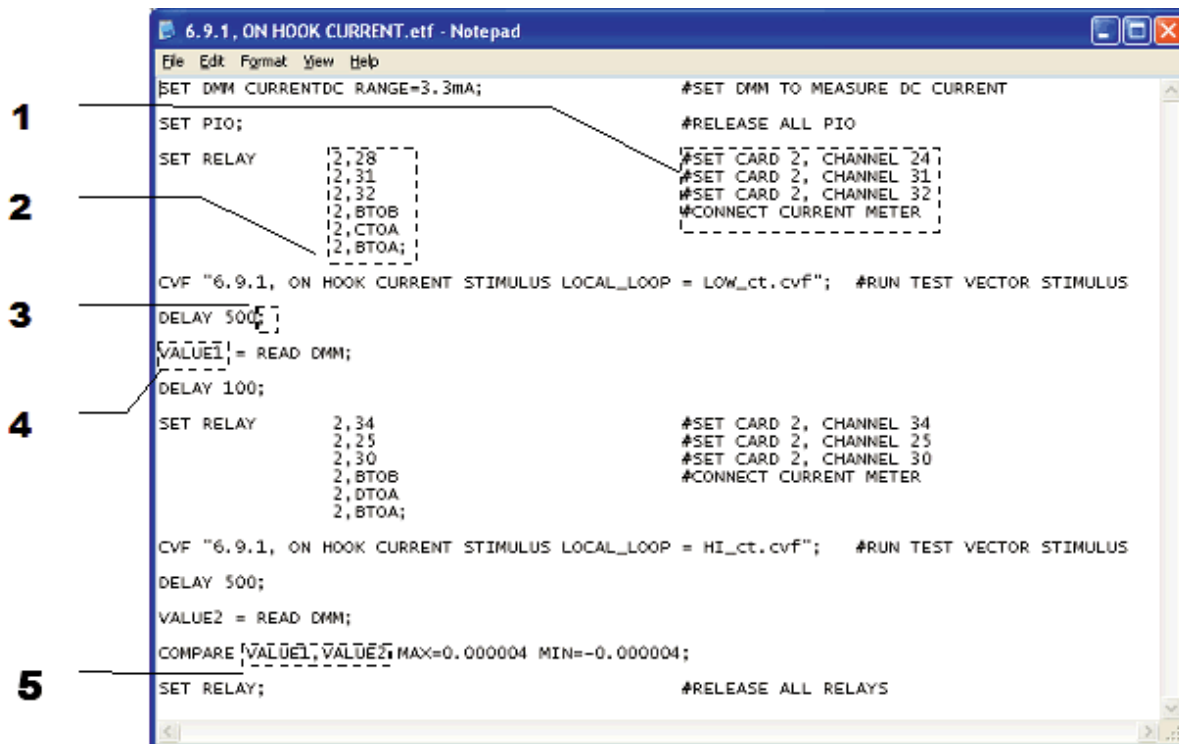 6.9.1, ON HOOK CURRENT.etf - Notepad
File Edit Format View Help
SET DMM CURRENTDC RANGE=3.3mA; #SET DMM TO MEASURE DC CURRENT
1
SET PIO; #RELEASE ALL PIO
SET RELAY 2,28 #SET CARD 2, CHANNEL 24
2,31 #SET CARD 2, CHANNEL 31
2,32 #SET CARD 2, CHANNEL 32
2
2,BTOB #CONNECT CURRENT METER
2,CTOA
2,BTOA;
CVF "6.9.1, ON HOOK CURRENT STIMULUS LOCAL_LOOP = LOW_ct.cvf"; #RUN TEST VECTOR STIMULUS
3
DELAY 500;
VALUE1 = READ DMM;
DELAY 100;
4
SET RELAY 2,34 #SET CARD 2, CHANNEL 34
2,25 #SET CARD 2, CHANNEL 25
2,30 #SET CARD 2, CHANNEL 30
2,BTOB #CONNECT CURRENT METER
2,DTOA
2,BTOA;
CVF "6.9.1, ON HOOK CURRENT STIMULUS LOCAL_LOOP = HI_ct.cvf"; #RUN TEST VECTOR STIMULUS
DELAY 500;
VALUE2 = READ DMM;
COMPARE VALUE1,VALUE2 MAX=0.000004 MIN=-0.000004;
5
SET RELAY; #RELEASE ALL RELAYS